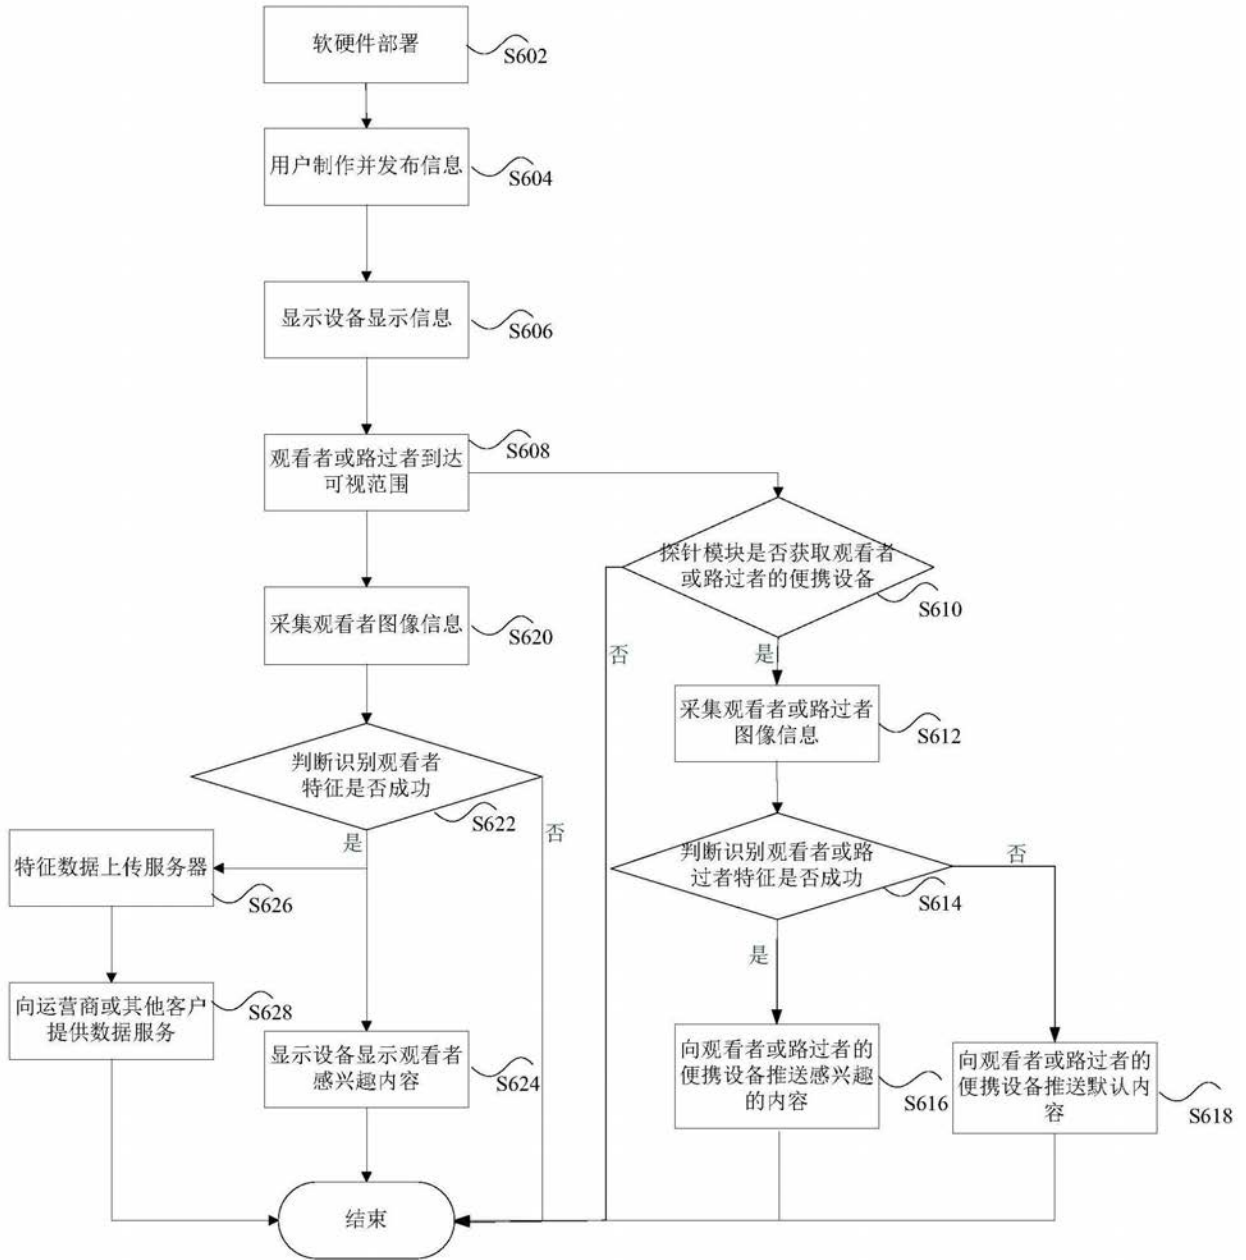 软硬件部署
S602
用户制作并发布信息
S604
显示设备显示信息
S606
观看者或路过者到达
可视范围
S608
探针模块是否获取观看者
或路过者的便携设备
S610
采集观看者图像信息
S620
否
是
采集观看者或路过者
图像信息
S612
判断识别观看者
特征是否成功
S622
是
否
特征数据上传服务器
S626
判断识别观看者或路
过者特征是否成功
S614
否
是
向运营商或其他客户
提供数据服务
S628
显示设备显示观看者
感兴趣内容
S624
向观看者或路过者的
便携设备推送感兴趣
的内容
S616
向观看者或路过者的
便携设备推送默认内
容
S618
结束